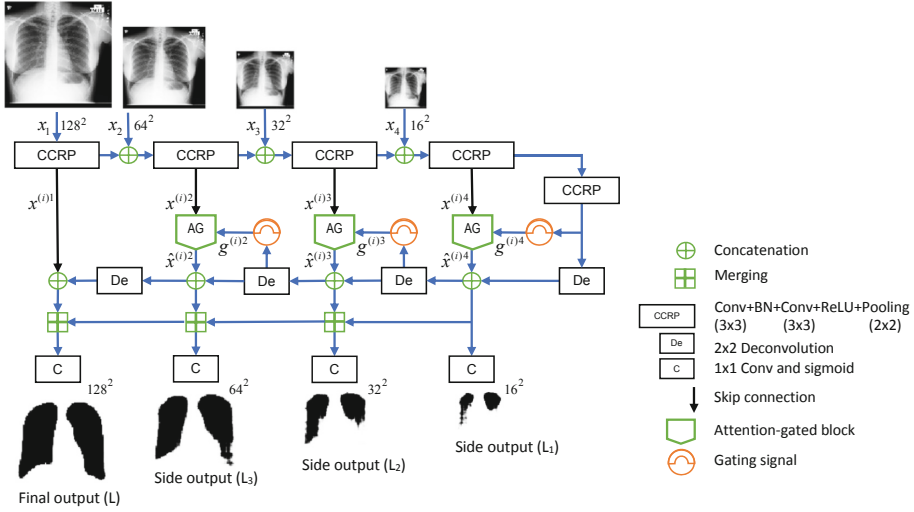 x₁ 128² x₂ 64² x₃ 32² x₄ 16²
CCRP CCRP CCRP CCRP
CCRP
x⁽ⁱ⁾¹ x⁽ⁱ⁾² x⁽ⁱ⁾³ x⁽ⁱ⁾⁴
AG AG AG
g⁽ⁱ⁾² g⁽ⁱ⁾³ g⁽ⁱ⁾⁴
x̂⁽ⁱ⁾² x̂⁽ⁱ⁾³ x̂⁽ⁱ⁾⁴
De De De De
C C C C
128² 64² 32² 16²
Side output (L₁)
Side output (L₂)
Side output (L₃)
Final output (L)
Concatenation
Merging
CCRP Conv+BN+Conv+ReLU+Pooling
(3x3) (3x3) (2x2)
De 2x2 Deconvolution
C 1x1 Conv and sigmoid
Skip connection
Attention-gated block
Gating signal